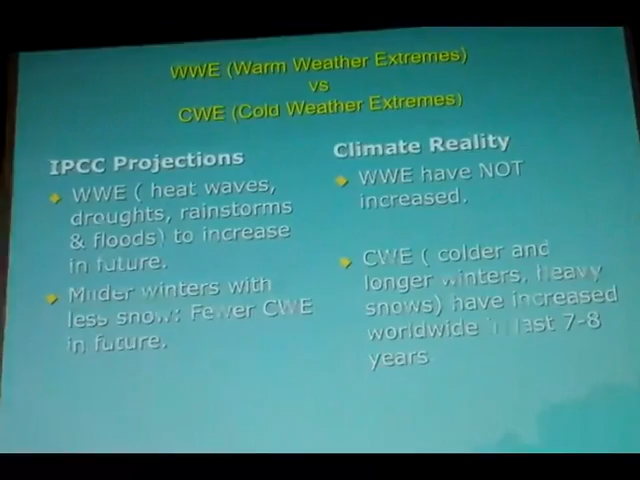 WWE (Warm Weather Extremes)
vs
CWE (Cold Weather Extremes)
IPCC Projections
WWE ( heat waves,
droughts, rainstorms
& floods) to increase
in future.
Milder winters with
less snow: Fewer CWE
in future.
Climate Reality
WWE have NOT
increased.
CWE ( colder and
longer winters, heavy
snows) have increased
worldwide in last 7-8
years